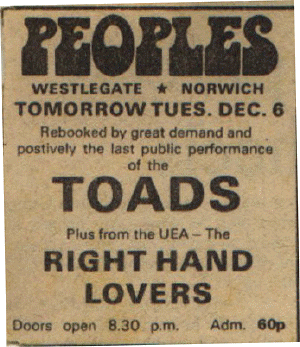 PEOPLES
WESTLEGATE ★ NORWICH
TOMORROW TUES. DEC. 6
Rebooked by great demand and
postively the last public performance
of the
TOADS
Plus from the UEA – The
RIGHT HAND
LOVERS
Doors open 8.30 p.m. Adm. 60p